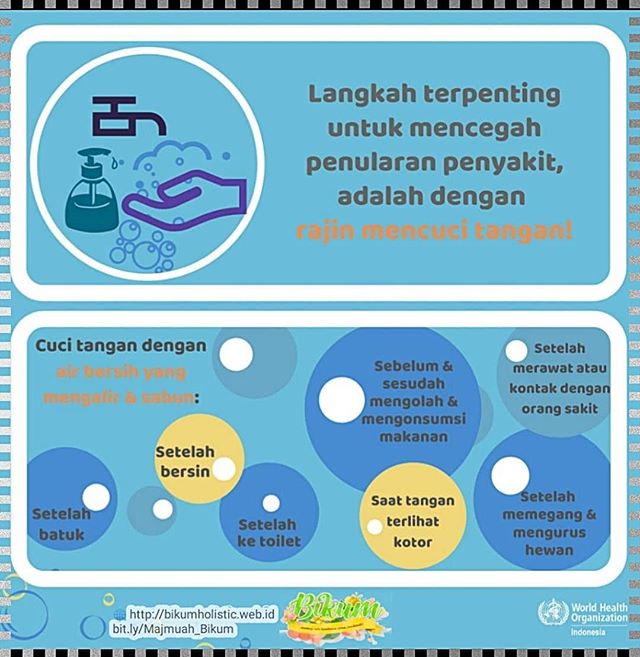 Langkah terpenting
untuk mencegah
penularan penyakit,
adalah dengan
rajin mencuci tangan!
Cuci tangan dengan
air bersih yang
mengalir & sabun:
Sebelum &
sesudah
mengolah &
mengonsumsi
makanan
Setelah
merawat atau
kontak dengan
orang sakit
Setelah
bersin
Setelah
batuk
Setelah
ke toilet
Saat tangan
terlihat
kotor
Setelah
memegang &
mengurus
hewan
http://bikumholistic.web.id
bit.ly/Majmuah_Bikum
Bikum
World Health
Organization
Indonesia